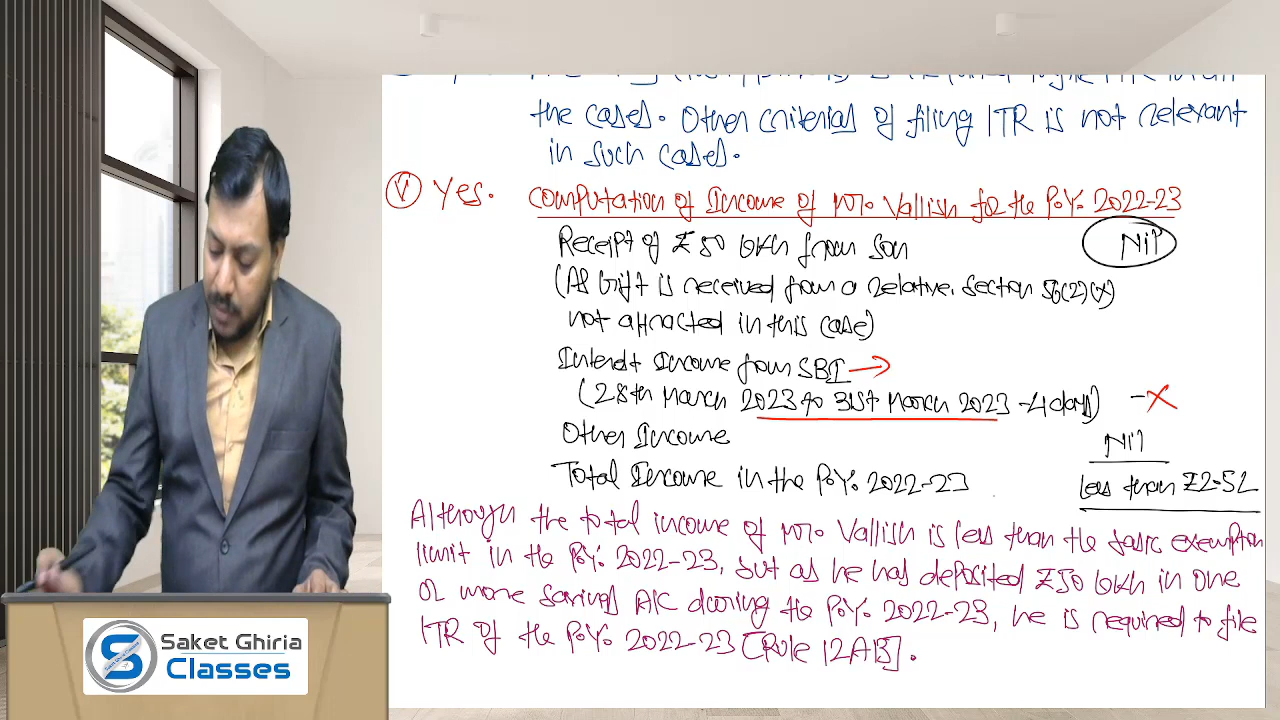 the cases. Other criterias of filing ITR is not relevant
in such cases.
(V) Yes. Computation of Income of Mr. Vallish for the P.Y. 2022-23
Receipt of ₹50 lakh from son Nil
(As Gift is received from a relative. Section 56(2)(x)
not attracted in this case)
Interest Income from SBI →
(28th March 2023 to 31st March 2023 - 4 days) - X
Other Income Nil
Total Income in the P.Y. 2022-23 less than ₹2.5L
Although the total income of Mr. Vallish is less than the basic exemption
limit in the P.Y. 2022-23, but as he has deposited ₹50 lakh in one
or more savings A/C during the P.Y. 2022-23, he is required to file
ITR of the P.Y. 2022-23 [Rule 12AB].
S
Saket Ghiria
Classes